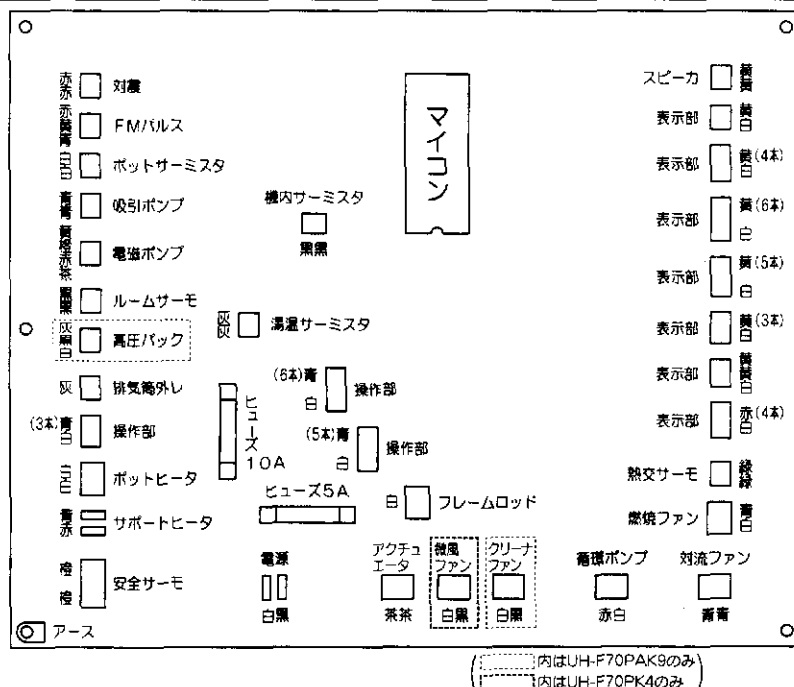 赤
赤
対震
赤
黄
青
FMパルス
白
白
ポットサーミスタ
青
青
吸引ポンプ
黄
橙
赤
茶
電磁ポンプ
黒
黒
ルームサーモ
灰
黒
白
高圧パック
灰
排気筒外レ
(3本)青
白
操作部
白
白
ポットヒータ
青
赤
サポートヒータ
橙
橙
安全サーモ
アース
マイコン
機内サーミスタ
黒黒
灰
灰
湯温サーミスタ
(6本)青
白
操作部
(5本)青
白
操作部
ヒューズ
10A
ヒューズ5A
白
フレームロッド
電源
白黒
アクチュ
エータ
茶茶
微風
ファン
白黒
クリーナ
ファン
白黒
循環ポンプ
赤白
対流ファン
青青
スピーカ
黄
黄
表示部
黄
白
表示部
黄(4本)
白
表示部
黄(6本)
白
表示部
黄(5本)
白
表示部
黄(3本)
白
表示部
黄
黄
白
表示部
赤(4本)
白
熱交サーモ
緑
緑
燃焼ファン
青
白
内はUH-F70PAK9のみ
内はUH-F70PK4のみ